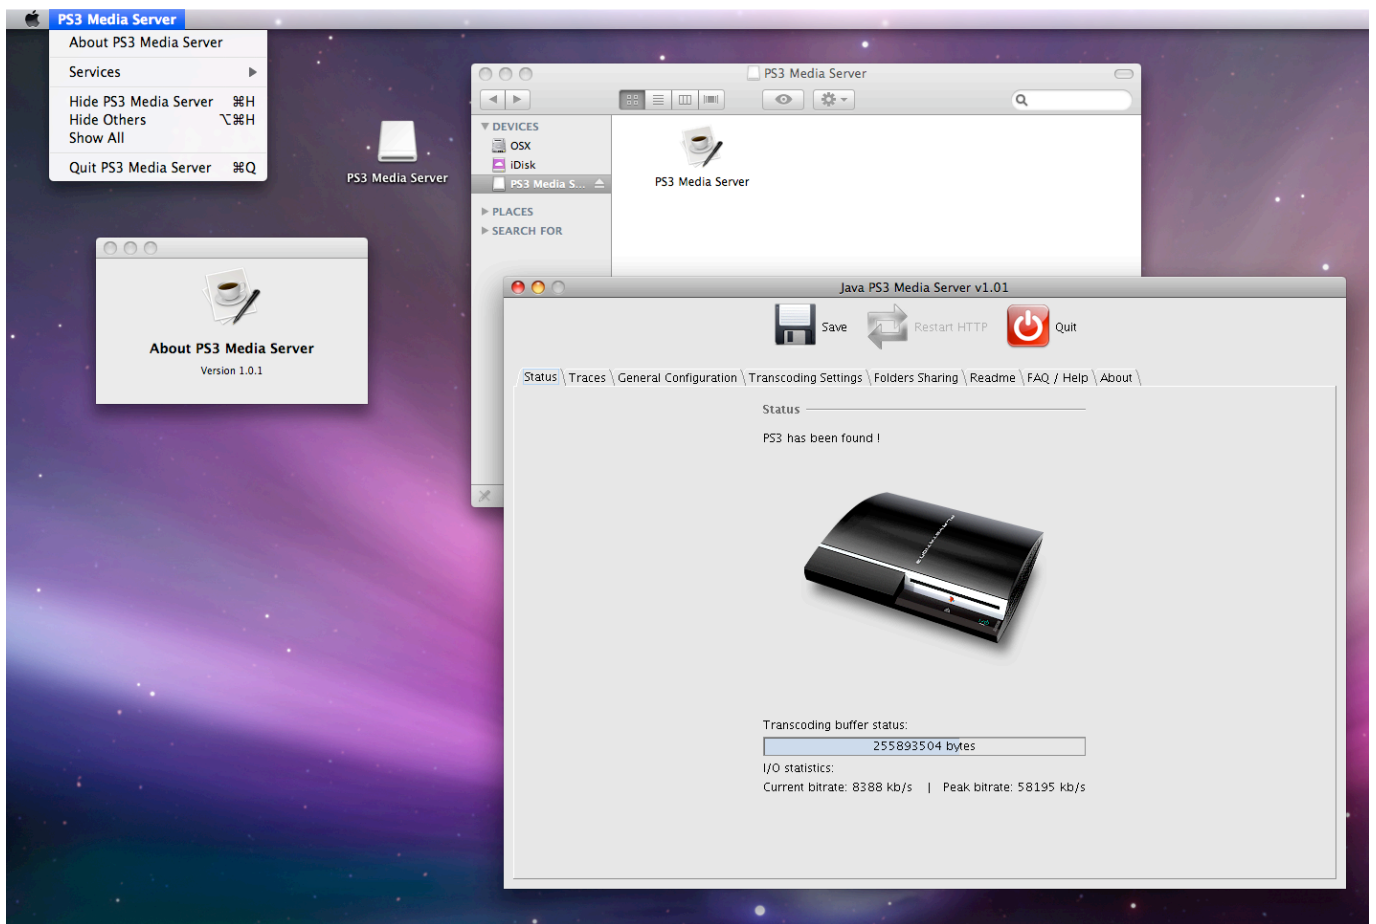 PS3 Media Server
About PS3 Media Server
Services
Hide PS3 Media Server ⌘H
Hide Others ⌥⌘H
Show All
Quit PS3 Media Server ⌘Q
PS3 Media Server
About PS3 Media Server
Version 1.0.1
PS3 Media Server
DEVICES
OSX
iDisk
PS3 Media S...
PLACES
SEARCH FOR
PS3 Media Server
Java PS3 Media Server v1.01
Save Restart HTTP Quit
Status Traces General Configuration Transcoding Settings Folders Sharing Readme FAQ / Help About
Status
PS3 has been found !
PLAYSTATION 3
Transcoding buffer status:
255893504 bytes
I/O statistics:
Current bitrate: 8388 kb/s | Peak bitrate: 58195 kb/s